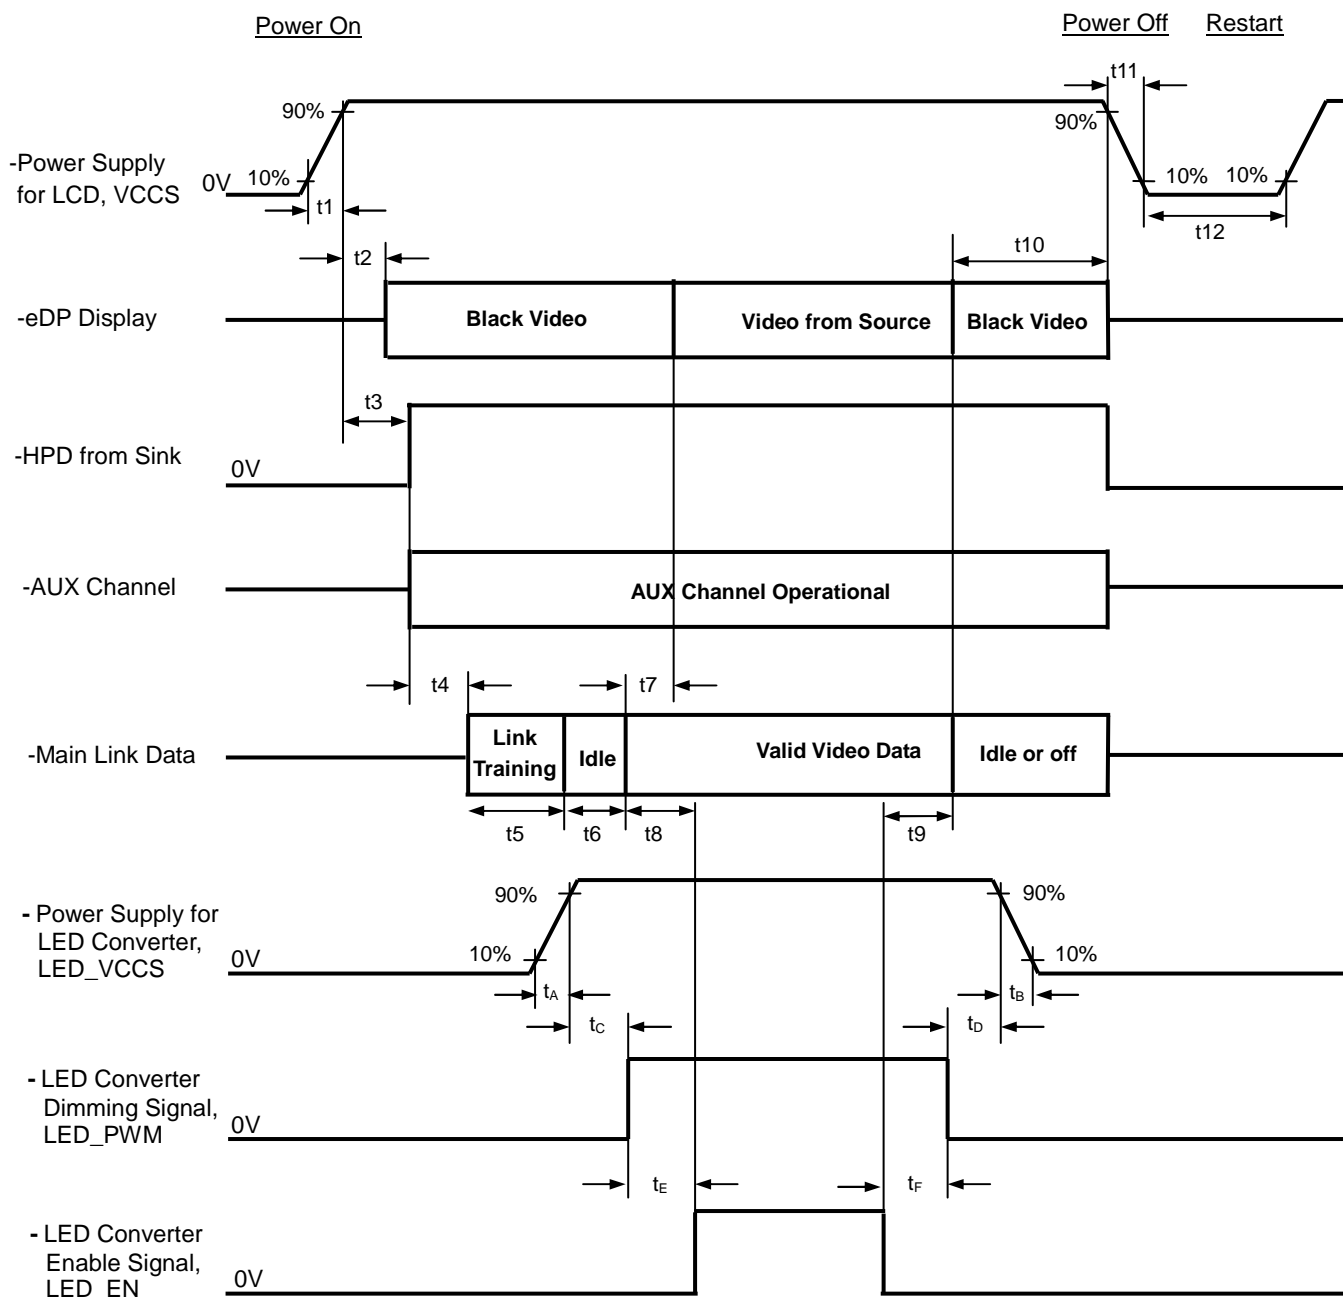 Power On
Power Off
Restart
t11
90%
90%
-Power Supply
for LCD, VCCS
0V
10%
10%
10%
t1
t12
t2
t10
-eDP Display
Black Video
Video from Source
Black Video
t3
-HPD from Sink
0V
-AUX Channel
AUX Channel Operational
t4
t7
-Main Link Data
Link
Training
Idle
Valid Video Data
Idle or off
t5
t6
t8
t9
90%
90%
- Power Supply for
LED Converter,
LED_VCCS
0V
10%
10%
tA
tB
tC
tD
- LED Converter
Dimming Signal,
LED_PWM
0V
tE
tF
- LED Converter
Enable Signal,
LED_EN
0V